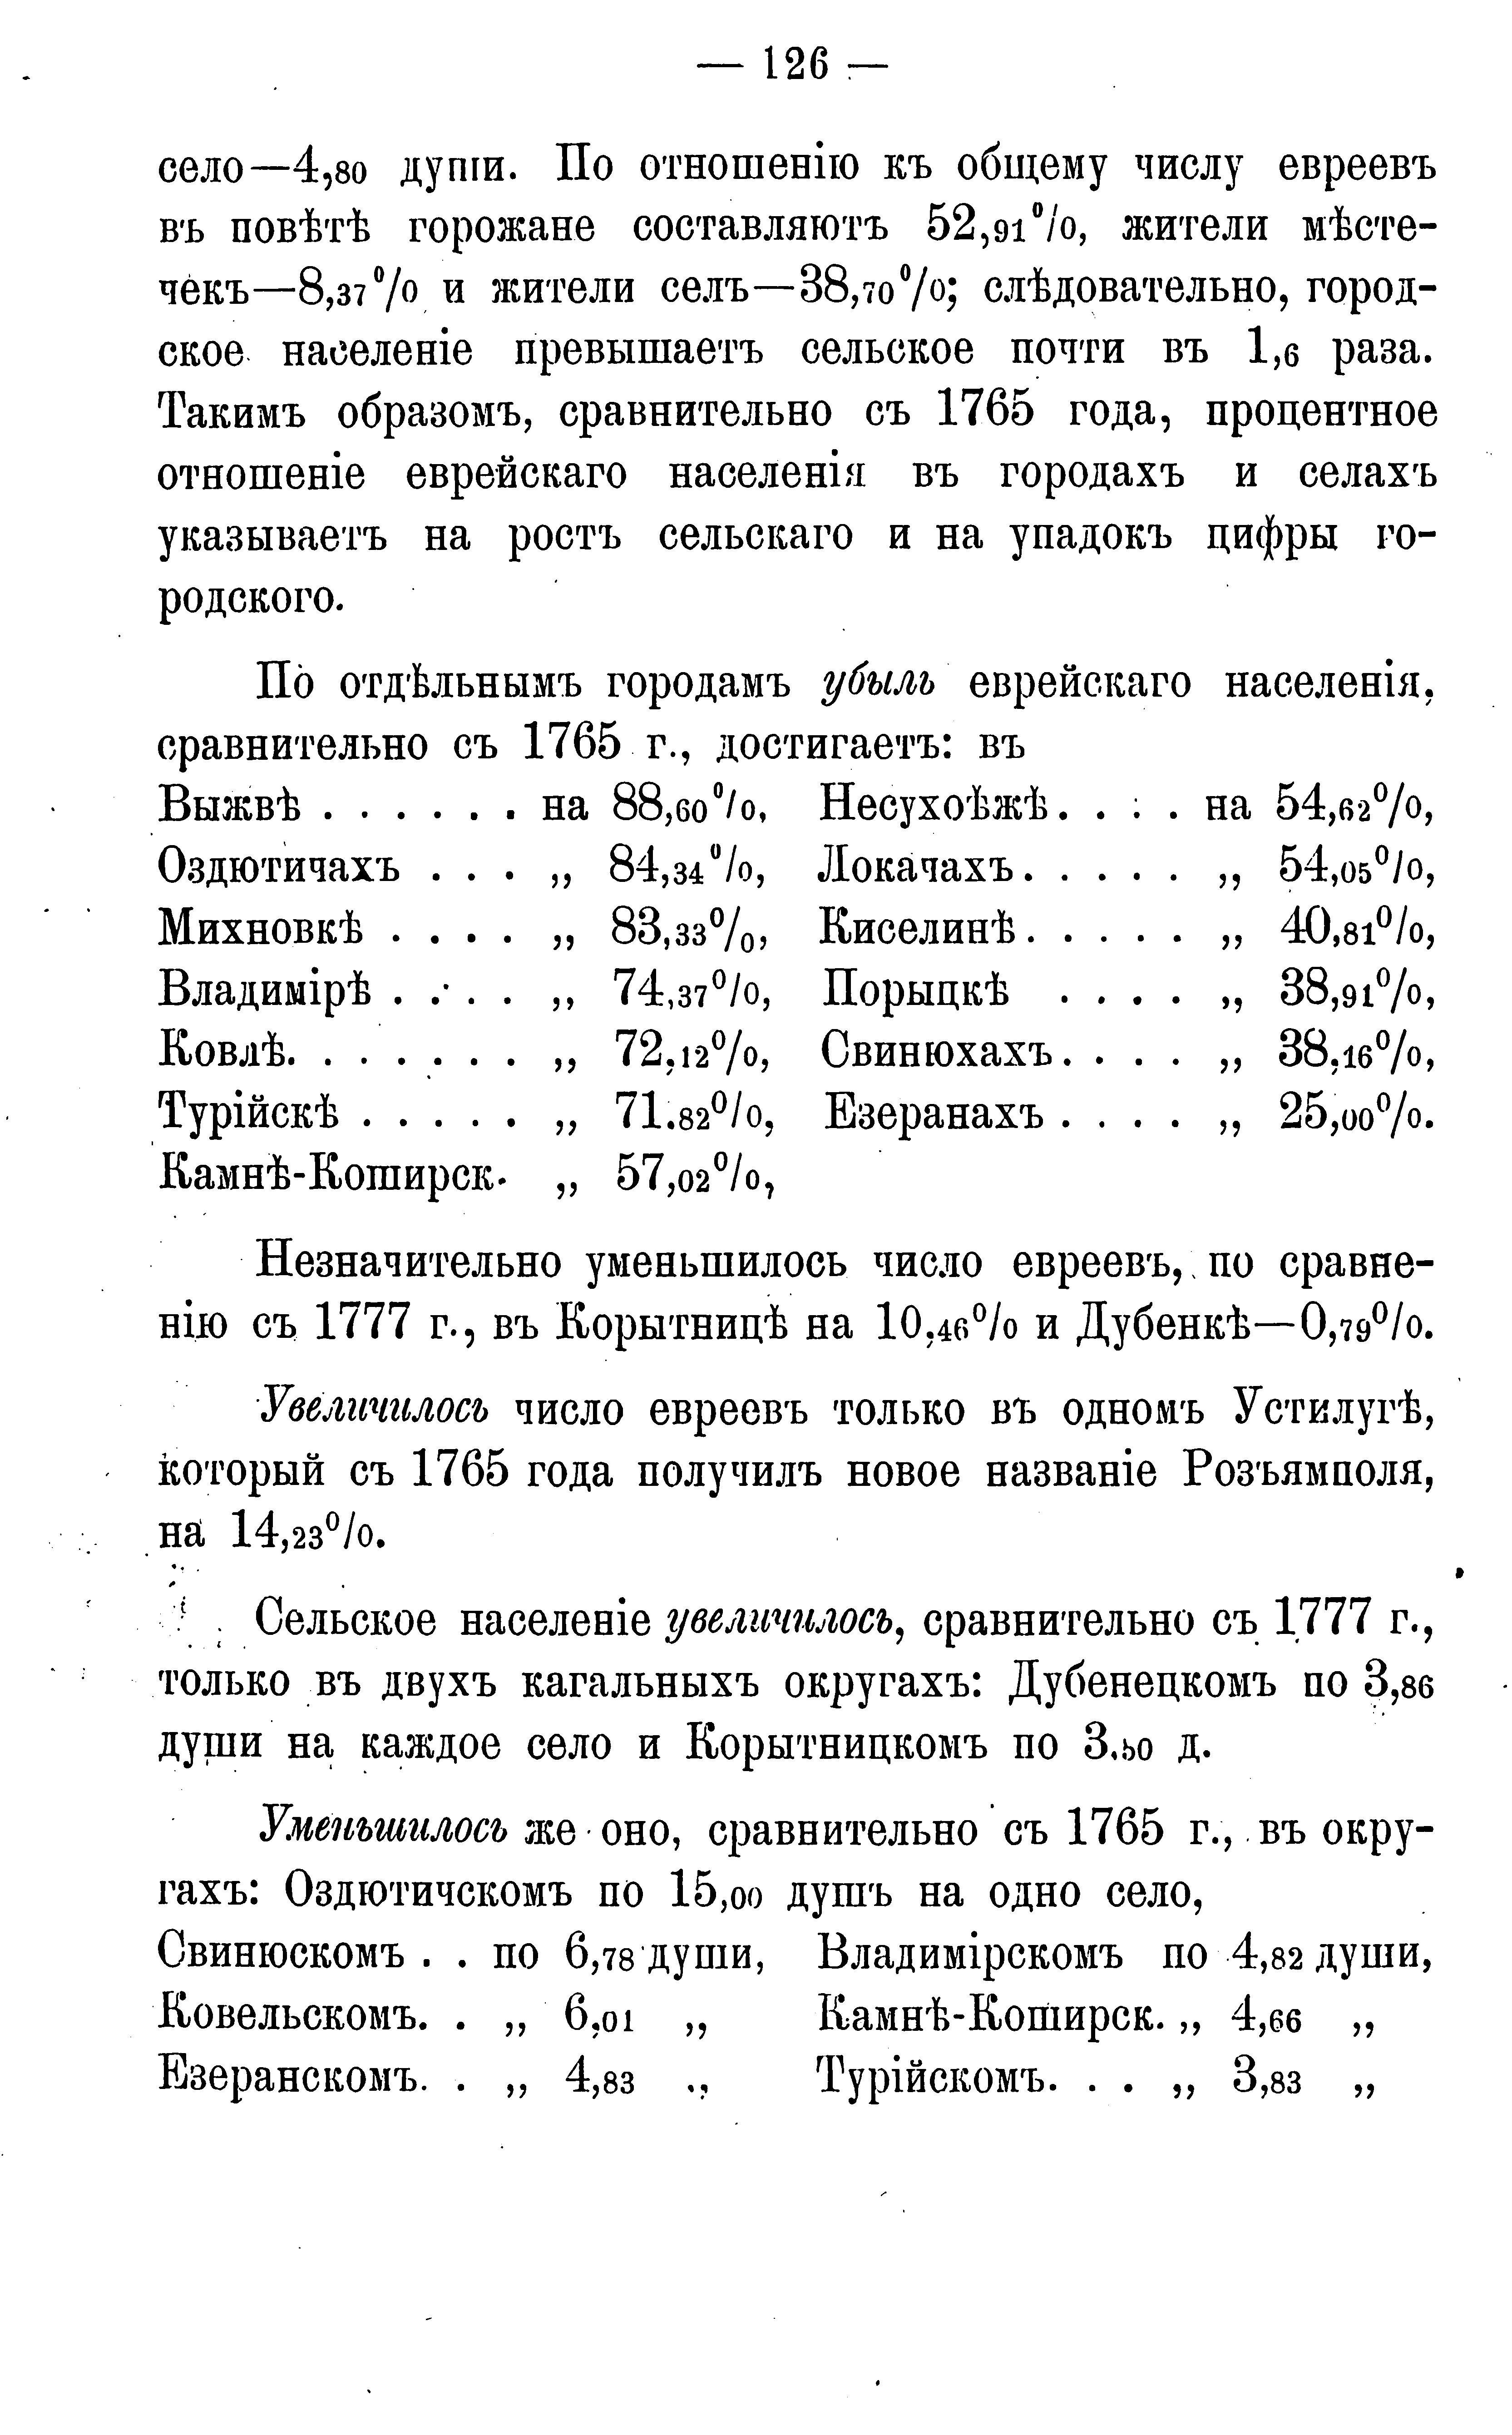 — 126 —
село—4,80 души. По отношенію къ общему числу евреевъ
въ повѣтѣ горожане составляютъ 52,91%, жители мѣсте-
чекъ—8,37% и жители селъ—38,70%; слѣдовательно, город-
ское населеніе превышаетъ сельское почти въ 1,6 раза.
Такимъ образомъ, сравнительно съ 1765 года, процентное
отношеніе еврейскаго населенія въ городахъ и селахъ
указываетъ на ростъ сельскаго и на упадокъ цифры го-
родского.
По отдѣльнымъ городамъ убыль еврейскаго населенія,
сравнительно съ 1765 г., достигаетъ: въ
Выжвѣ . . . . . . на 88,60%, Несухоѣжѣ. . . . на 54,62%,
Оздютичахъ . . . „ 84,34%, Локачахъ. . . . . „ 54,05%,
Михновкѣ . . . . „ 83,33%, Киселинѣ. . . . . „ 40,81%,
Владимірѣ . . . . „ 74,37%, Порыцкѣ . . . . „ 38,91%,
Ковлѣ. . . . . . . „ 72,12%, Свинюхахъ. . . . „ 38,16%,
Турійскѣ . . . . . „ 71.82%, Езеранахъ . . . . „ 25,00%.
Камнѣ-Коширск. „ 57,02%,
Незначительно уменьшилось число евреевъ, по сравне-
нію съ 1777 г., въ Корытницѣ на 10,46% и Дубенкѣ—0,79%.
Увеличилось число евреевъ только въ одномъ Устилугѣ,
который съ 1765 года получилъ новое названіе Розъямполя,
на 14,23%.
Сельское населеніе увеличилось, сравнительно съ 1777 г.,
только въ двухъ кагальныхъ округахъ: Дубенецкомъ по 3,86
души на каждое село и Корытницкомъ по д.
Уменьшилось же оно, сравнительно съ 1765 г., въ окру-
гахъ: Оздютичскомъ по 15,00 душъ на одно село,
Свинюскомъ . . по 6,78 души, Владимірскомъ по 4,82 души,
Ковельскомъ. . „ 6,01 „ Камнѣ-Коширск. „ 4,66 „
Езеранскомъ. . „ 4,83 „ Турійскомъ. . . „ 3,83 „